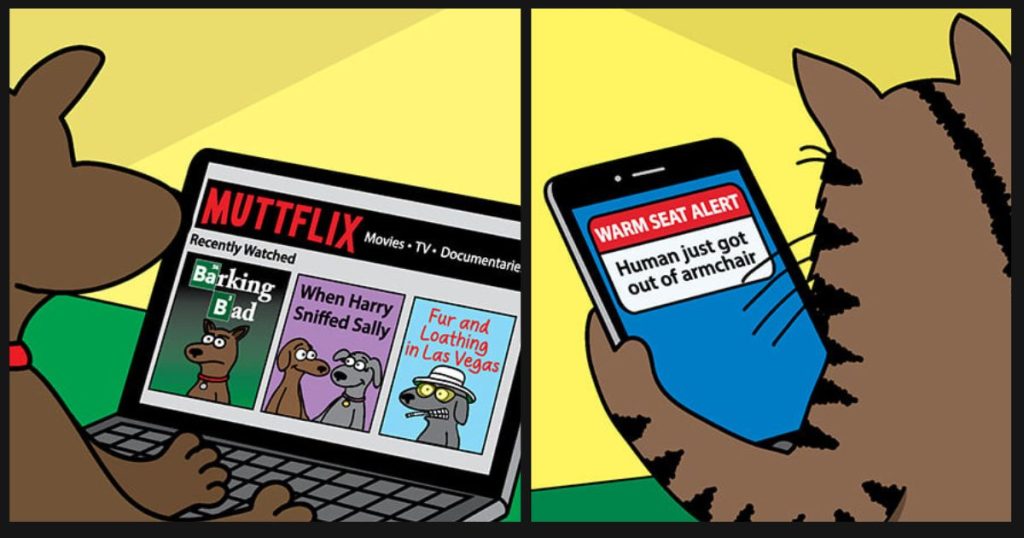 MUTTFLIX
Movies • TV • Documentarie
Recently Watched
Barking
Bad
When Harry
Sniffed Sally
Fur and
Loathing
in Las Vegas
WARM SEAT ALERT
Human just got
out of armchair